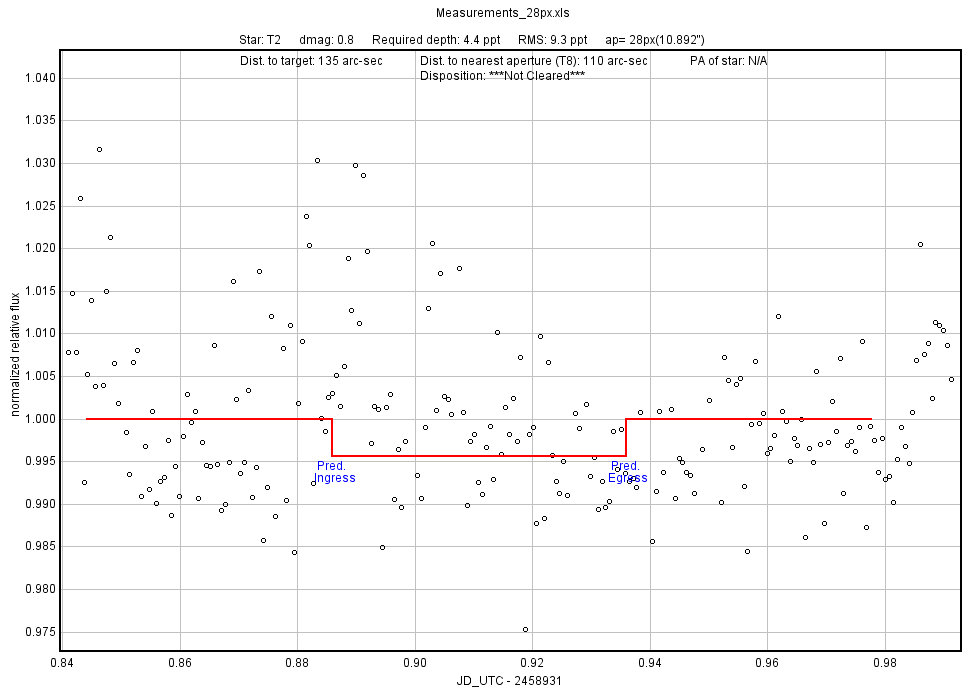 Measurements_28px.xls
Star: T2 dmag: 0.8 Required depth: 4.4 ppt RMS: 9.3 ppt ap= 28px(10.892")
Dist. to target: 135 arc-sec Dist. to nearest aperture (T8): 110 arc-sec PA of star: N/A
Disposition: ***Not Cleared***
1.040
1.035
1.030
1.025
1.020
1.015
1.010
1.005
1.000
0.995
0.990
0.985
0.980
0.975
normalized relative flux
Pred.
Ingress
Pred.
Egress
0.84 0.86 0.88 0.90 0.92 0.94 0.96 0.98
JD_UTC - 2458931